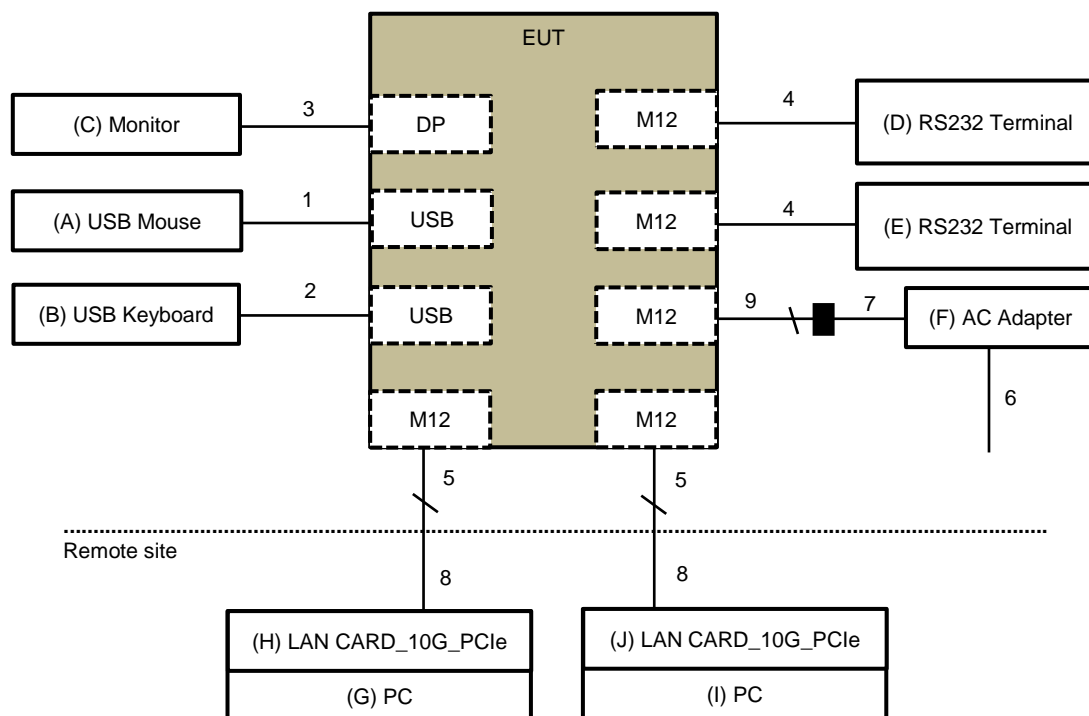 EUT
3
4
(C) Monitor
DP
M12
(D) RS232 Terminal
1
4
(A) USB Mouse
USB
M12
(E) RS232 Terminal
2
9
7
(B) USB Keyboard
USB
M12
(F) AC Adapter
6
M12
M12
5
5
Remote site
8
8
(H) LAN CARD_10G_PCIe
(J) LAN CARD_10G_PCIe
(G) PC
(I) PC